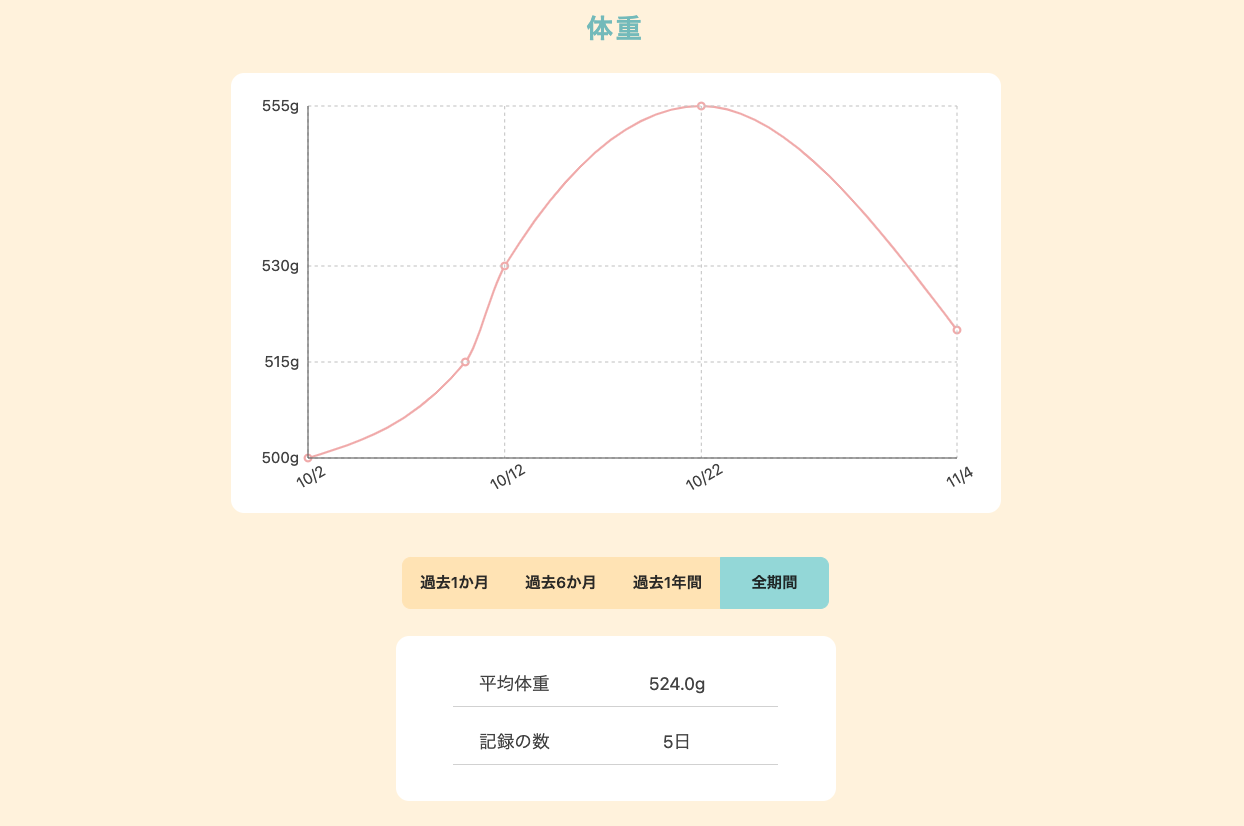 体重
555g
530g
515g
500g
10/2
10/12
10/22
11/4
過去1か月 過去6か月 過去1年間 全期間
平均体重 524.0g
記録の数 5日